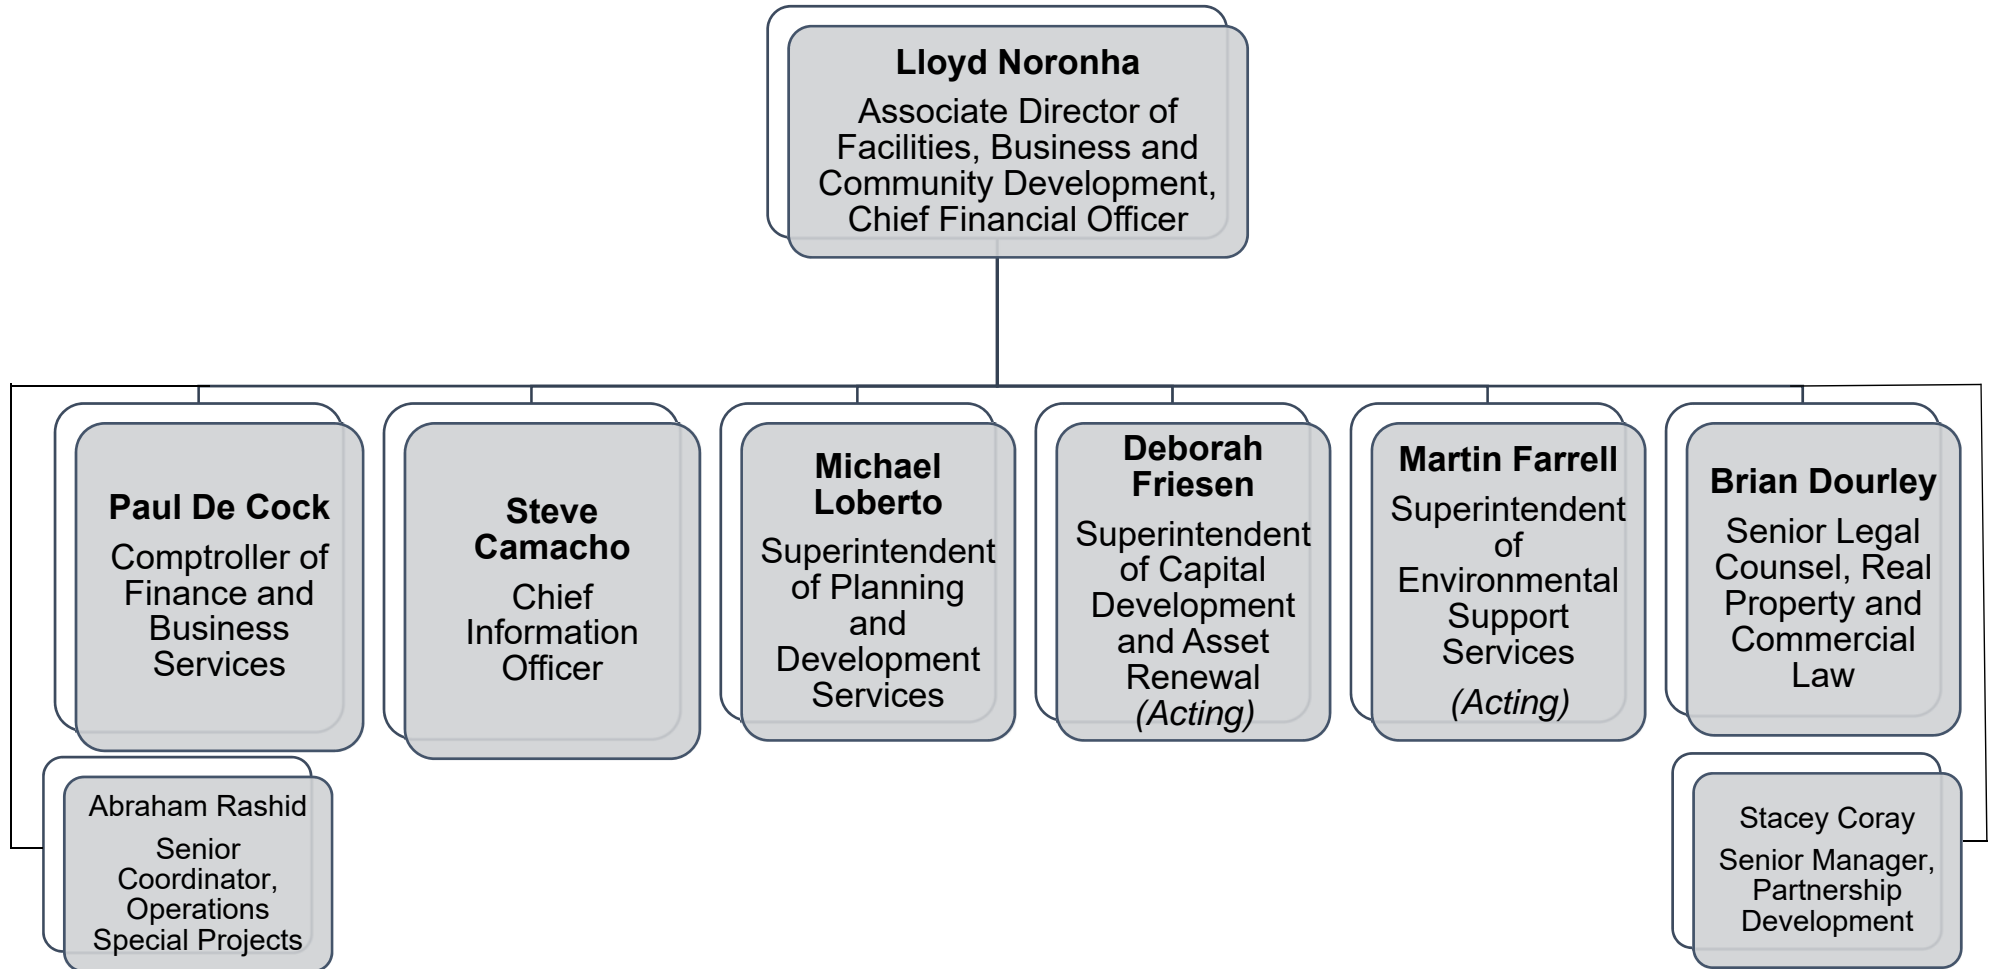 Lloyd Noronha
Associate Director of
Facilities, Business and
Community Development,
Chief Financial Officer
Paul De Cock
Comptroller of
Finance and
Business
Services
Steve
Camacho
Chief
Information
Officer
Michael
Loberto
Superintendent
of Planning
and
Development
Services
Deborah
Friesen
Superintendent
of Capital
Development
and Asset
Renewal
(Acting)
Martin Farrell
Superintendent
of
Environmental
Support
Services
(Acting)
Brian Dourley
Senior Legal
Counsel, Real
Property and
Commercial
Law
Abraham Rashid
Senior
Coordinator,
Operations
Special Projects
Stacey Coray
Senior Manager,
Partnership
Development